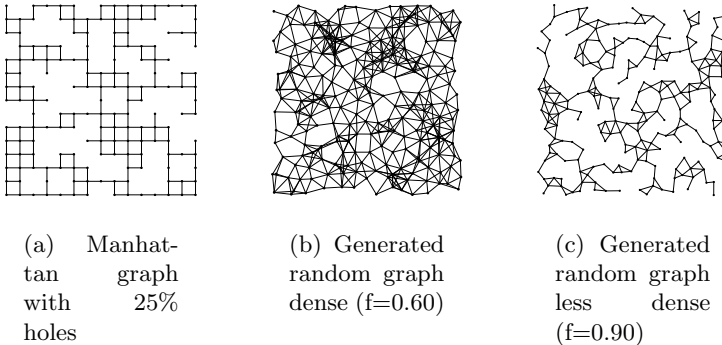 (a) Manhat-
tan graph
with 25%
holes
(b) Generated
random graph
dense (f=0.60)
(c) Generated
random graph
less dense
(f=0.90)